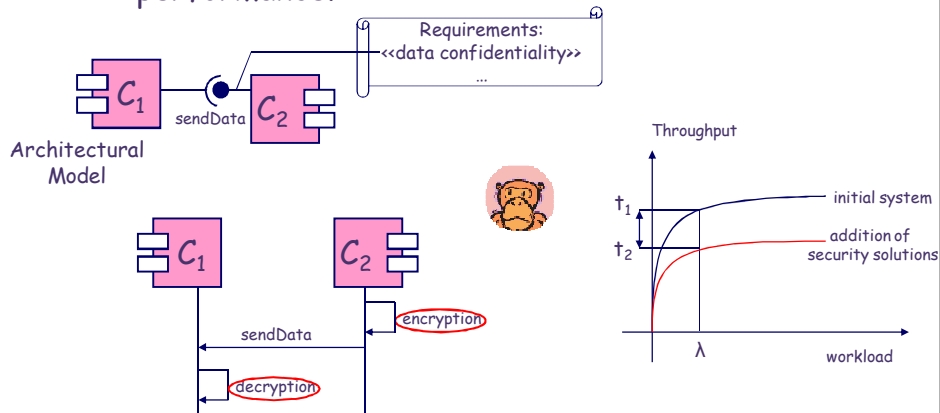 performance.
Requirements:
<<data confidentiality>>
...
C1
sendData
C2
Architectural
Model
Throughput
t1
initial system
t2
addition of
security solutions
λ
workload
C1
C2
encryption
sendData
decryption